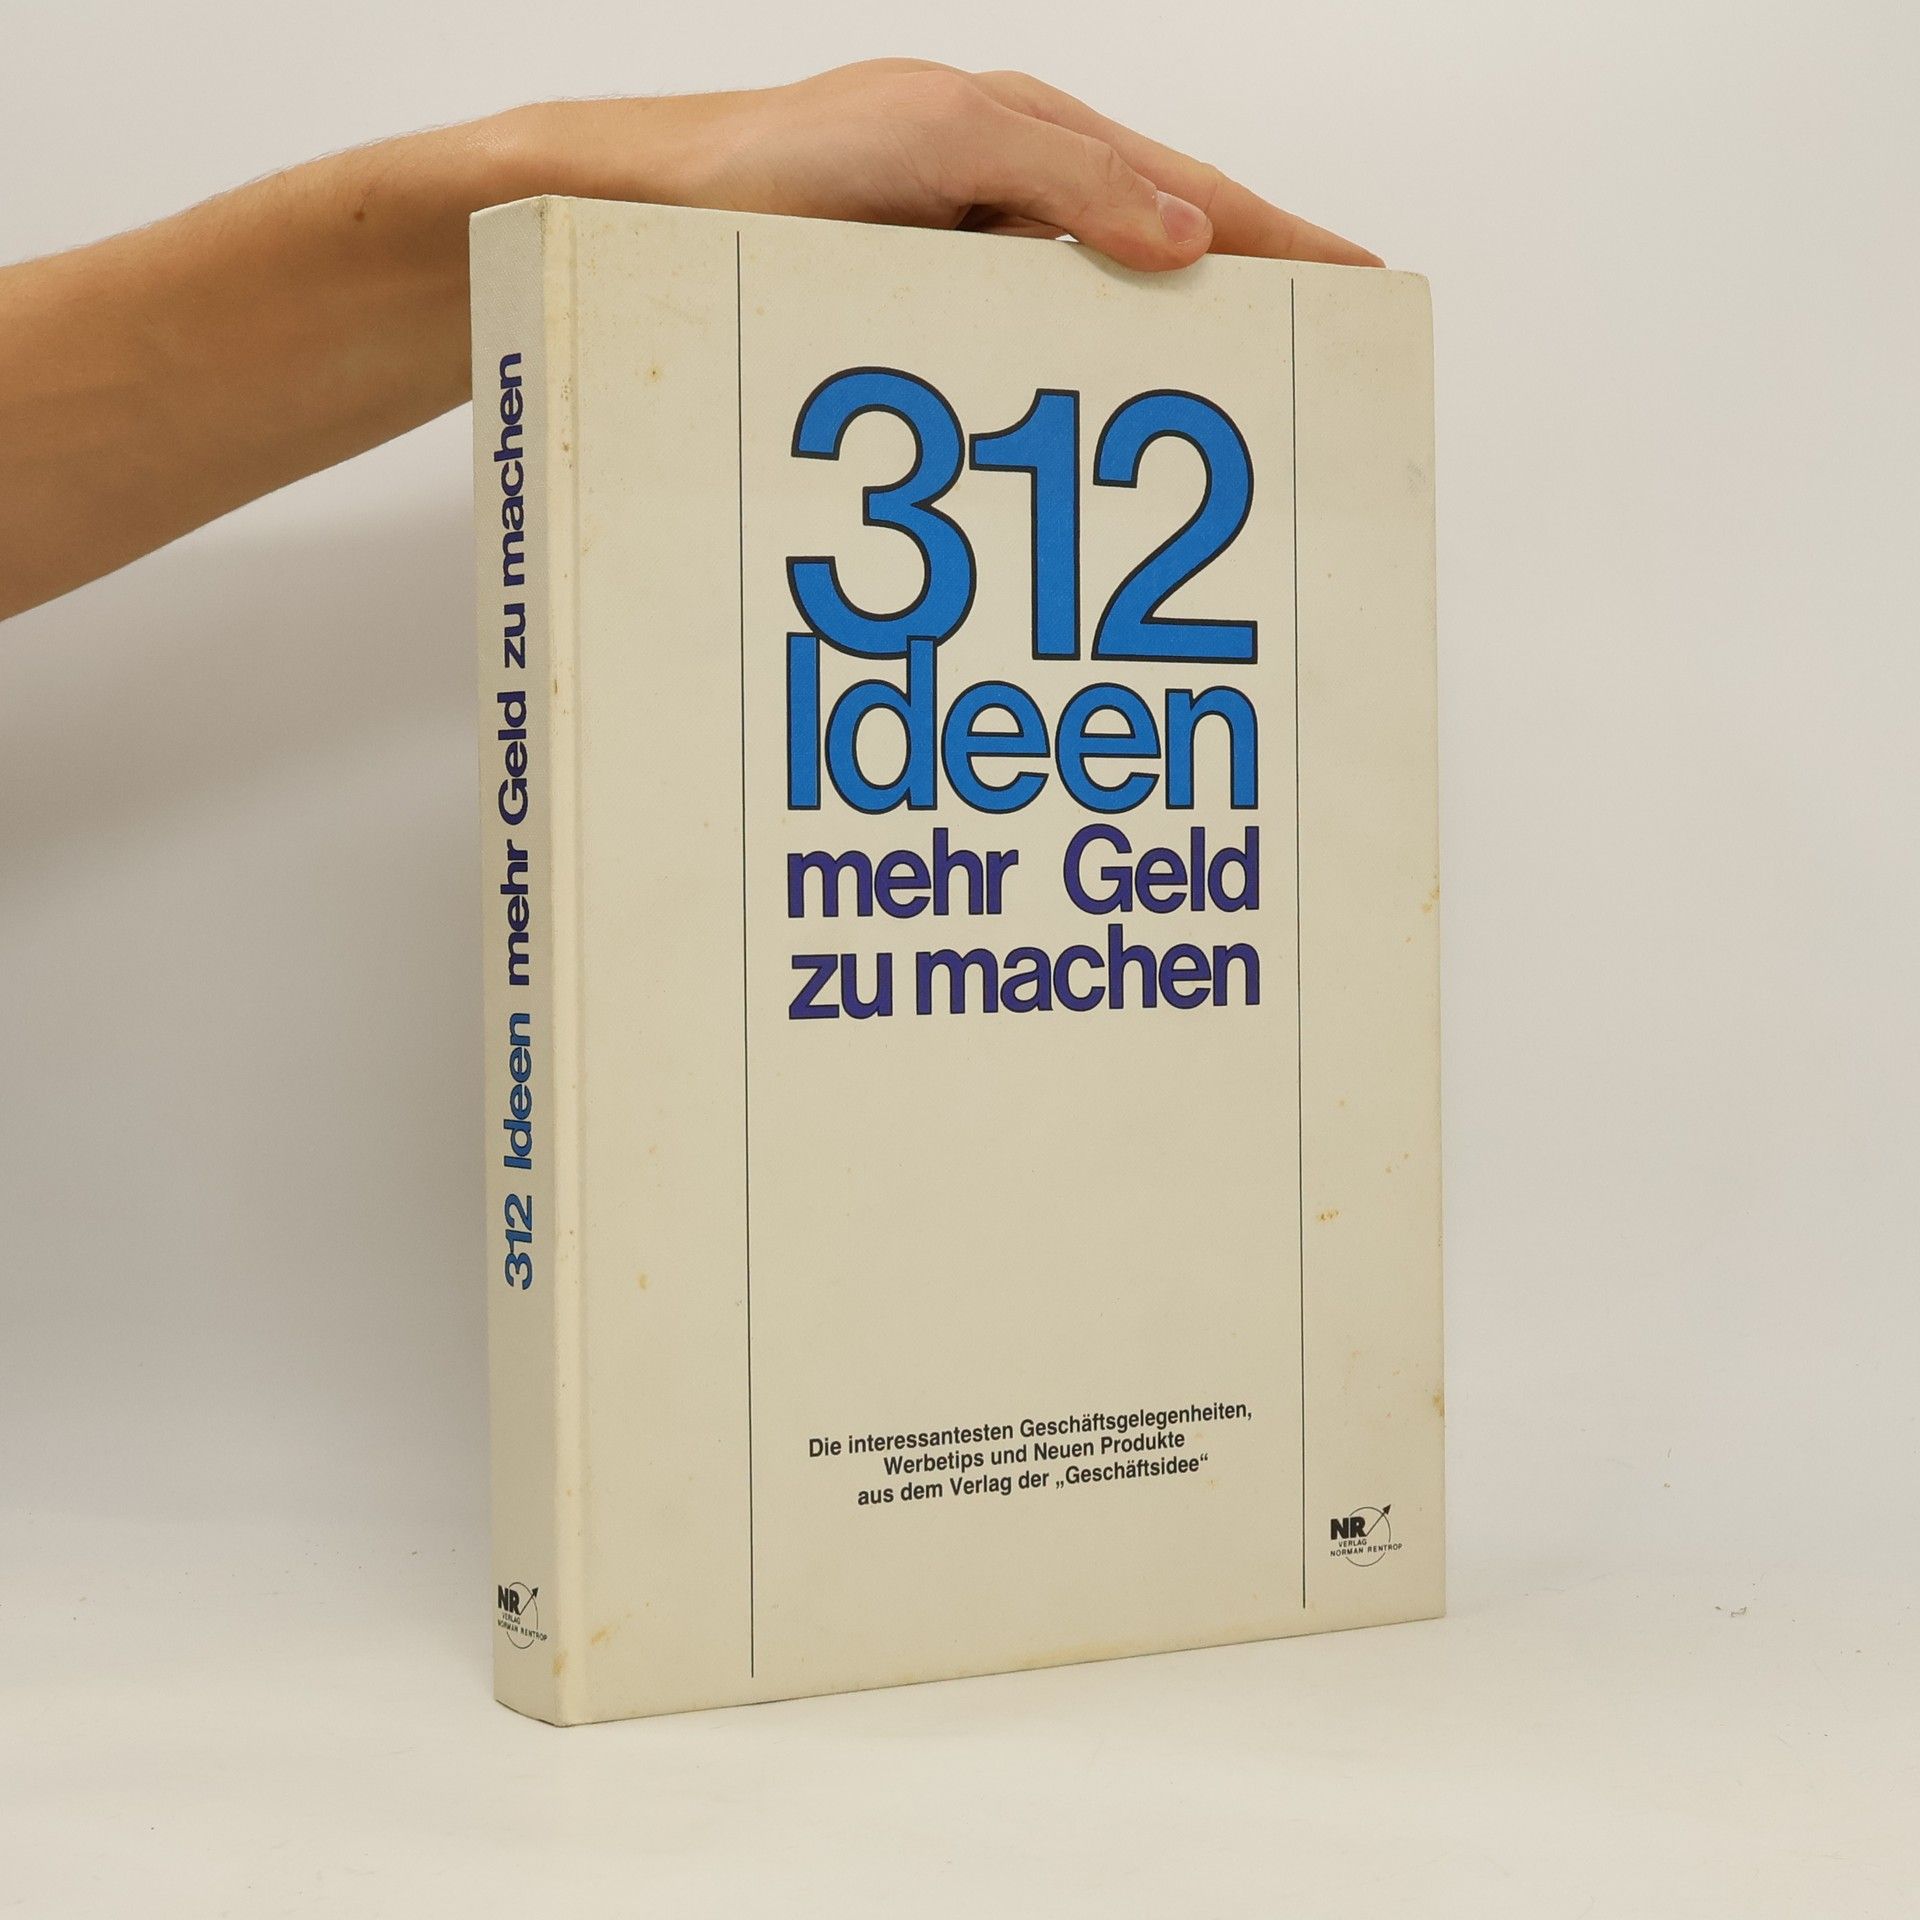 312 Ideen mehr Geld zu machen
NR
VERLAG
NORMAN RENTROP
312
Ideen
mehr Geld
zu machen
Die interessantesten Geschäftsgelegenheiten,
Werbetips und Neuen Produkte
aus dem Verlag der „Geschäftsidee“
NR
VERLAG
NORMAN RENTROP